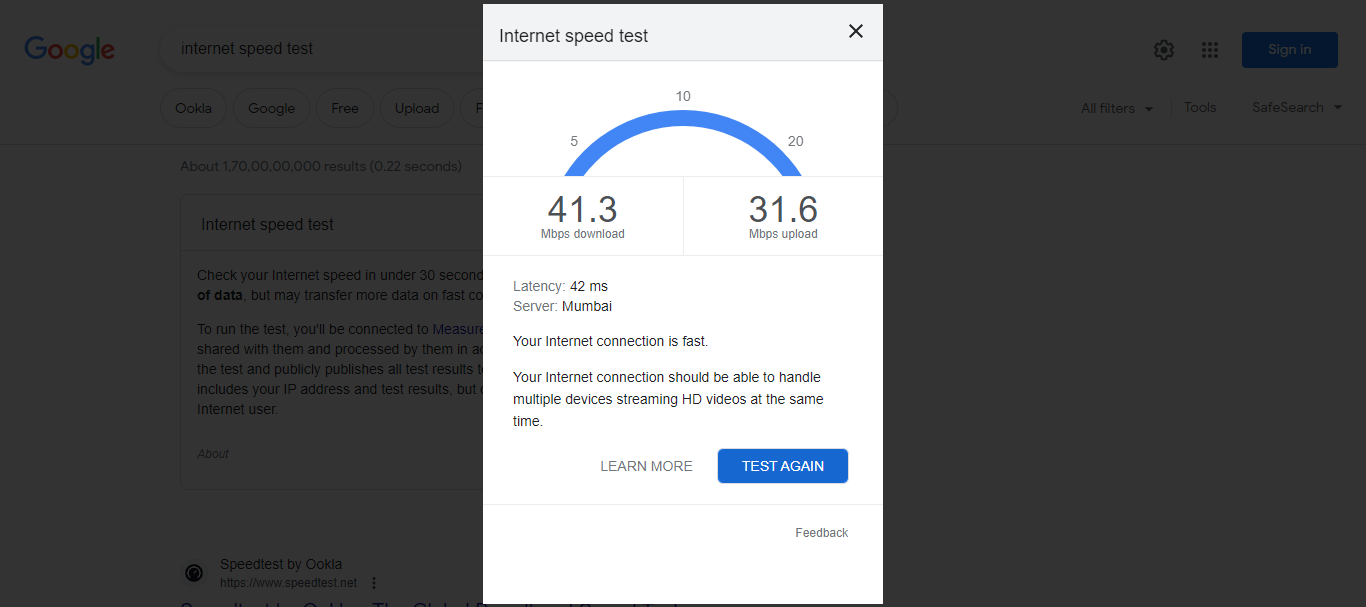 Google
internet speed test
Sign in
Ookla
Google
Free
Upload
All filters
Tools
SafeSearch
About 1,70,00,00,000 results (0.22 seconds)
Internet speed test
Check your Internet speed in under 30 second
of data, but may transfer more data on fast co
To run the test, you'll be connected to Measure
shared with them and processed by them in ac
the test and publicly publishes all test results t
includes your IP address and test results, but
Internet user.
About
Speedtest by Ookla
https://www.speedtest.net
Internet speed test
10
5
20
41.3
Mbps download
31.6
Mbps upload
Latency: 42 ms
Server: Mumbai
Your Internet connection is fast.
Your Internet connection should be able to handle
multiple devices streaming HD videos at the same
time.
LEARN MORE
TEST AGAIN
Feedback